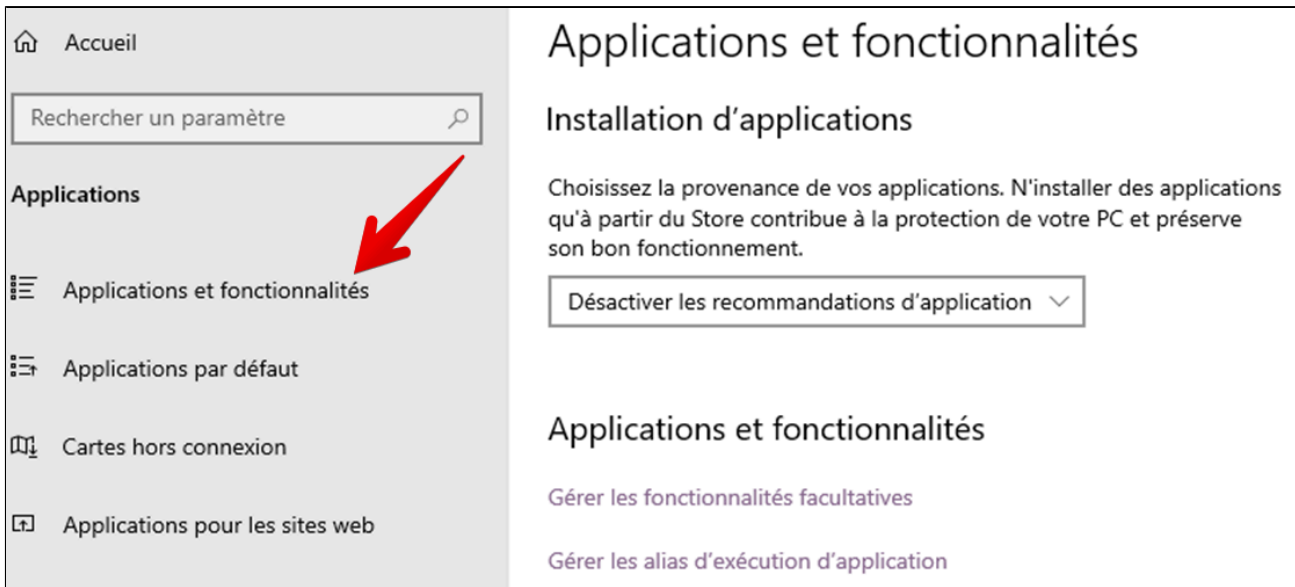 Accueil
Rechercher un paramètre
Applications
Applications et fonctionnalités
Applications par défaut
Cartes hors connexion
Applications pour les sites web
Applications et fonctionnalités
Installation d’applications
Choisissez la provenance de vos applications. N'installer des applications
qu'à partir du Store contribue à la protection de votre PC et préserve
son bon fonctionnement.
Désactiver les recommandations d’application
Applications et fonctionnalités
Gérer les fonctionnalités facultatives
Gérer les alias d’exécution d’application